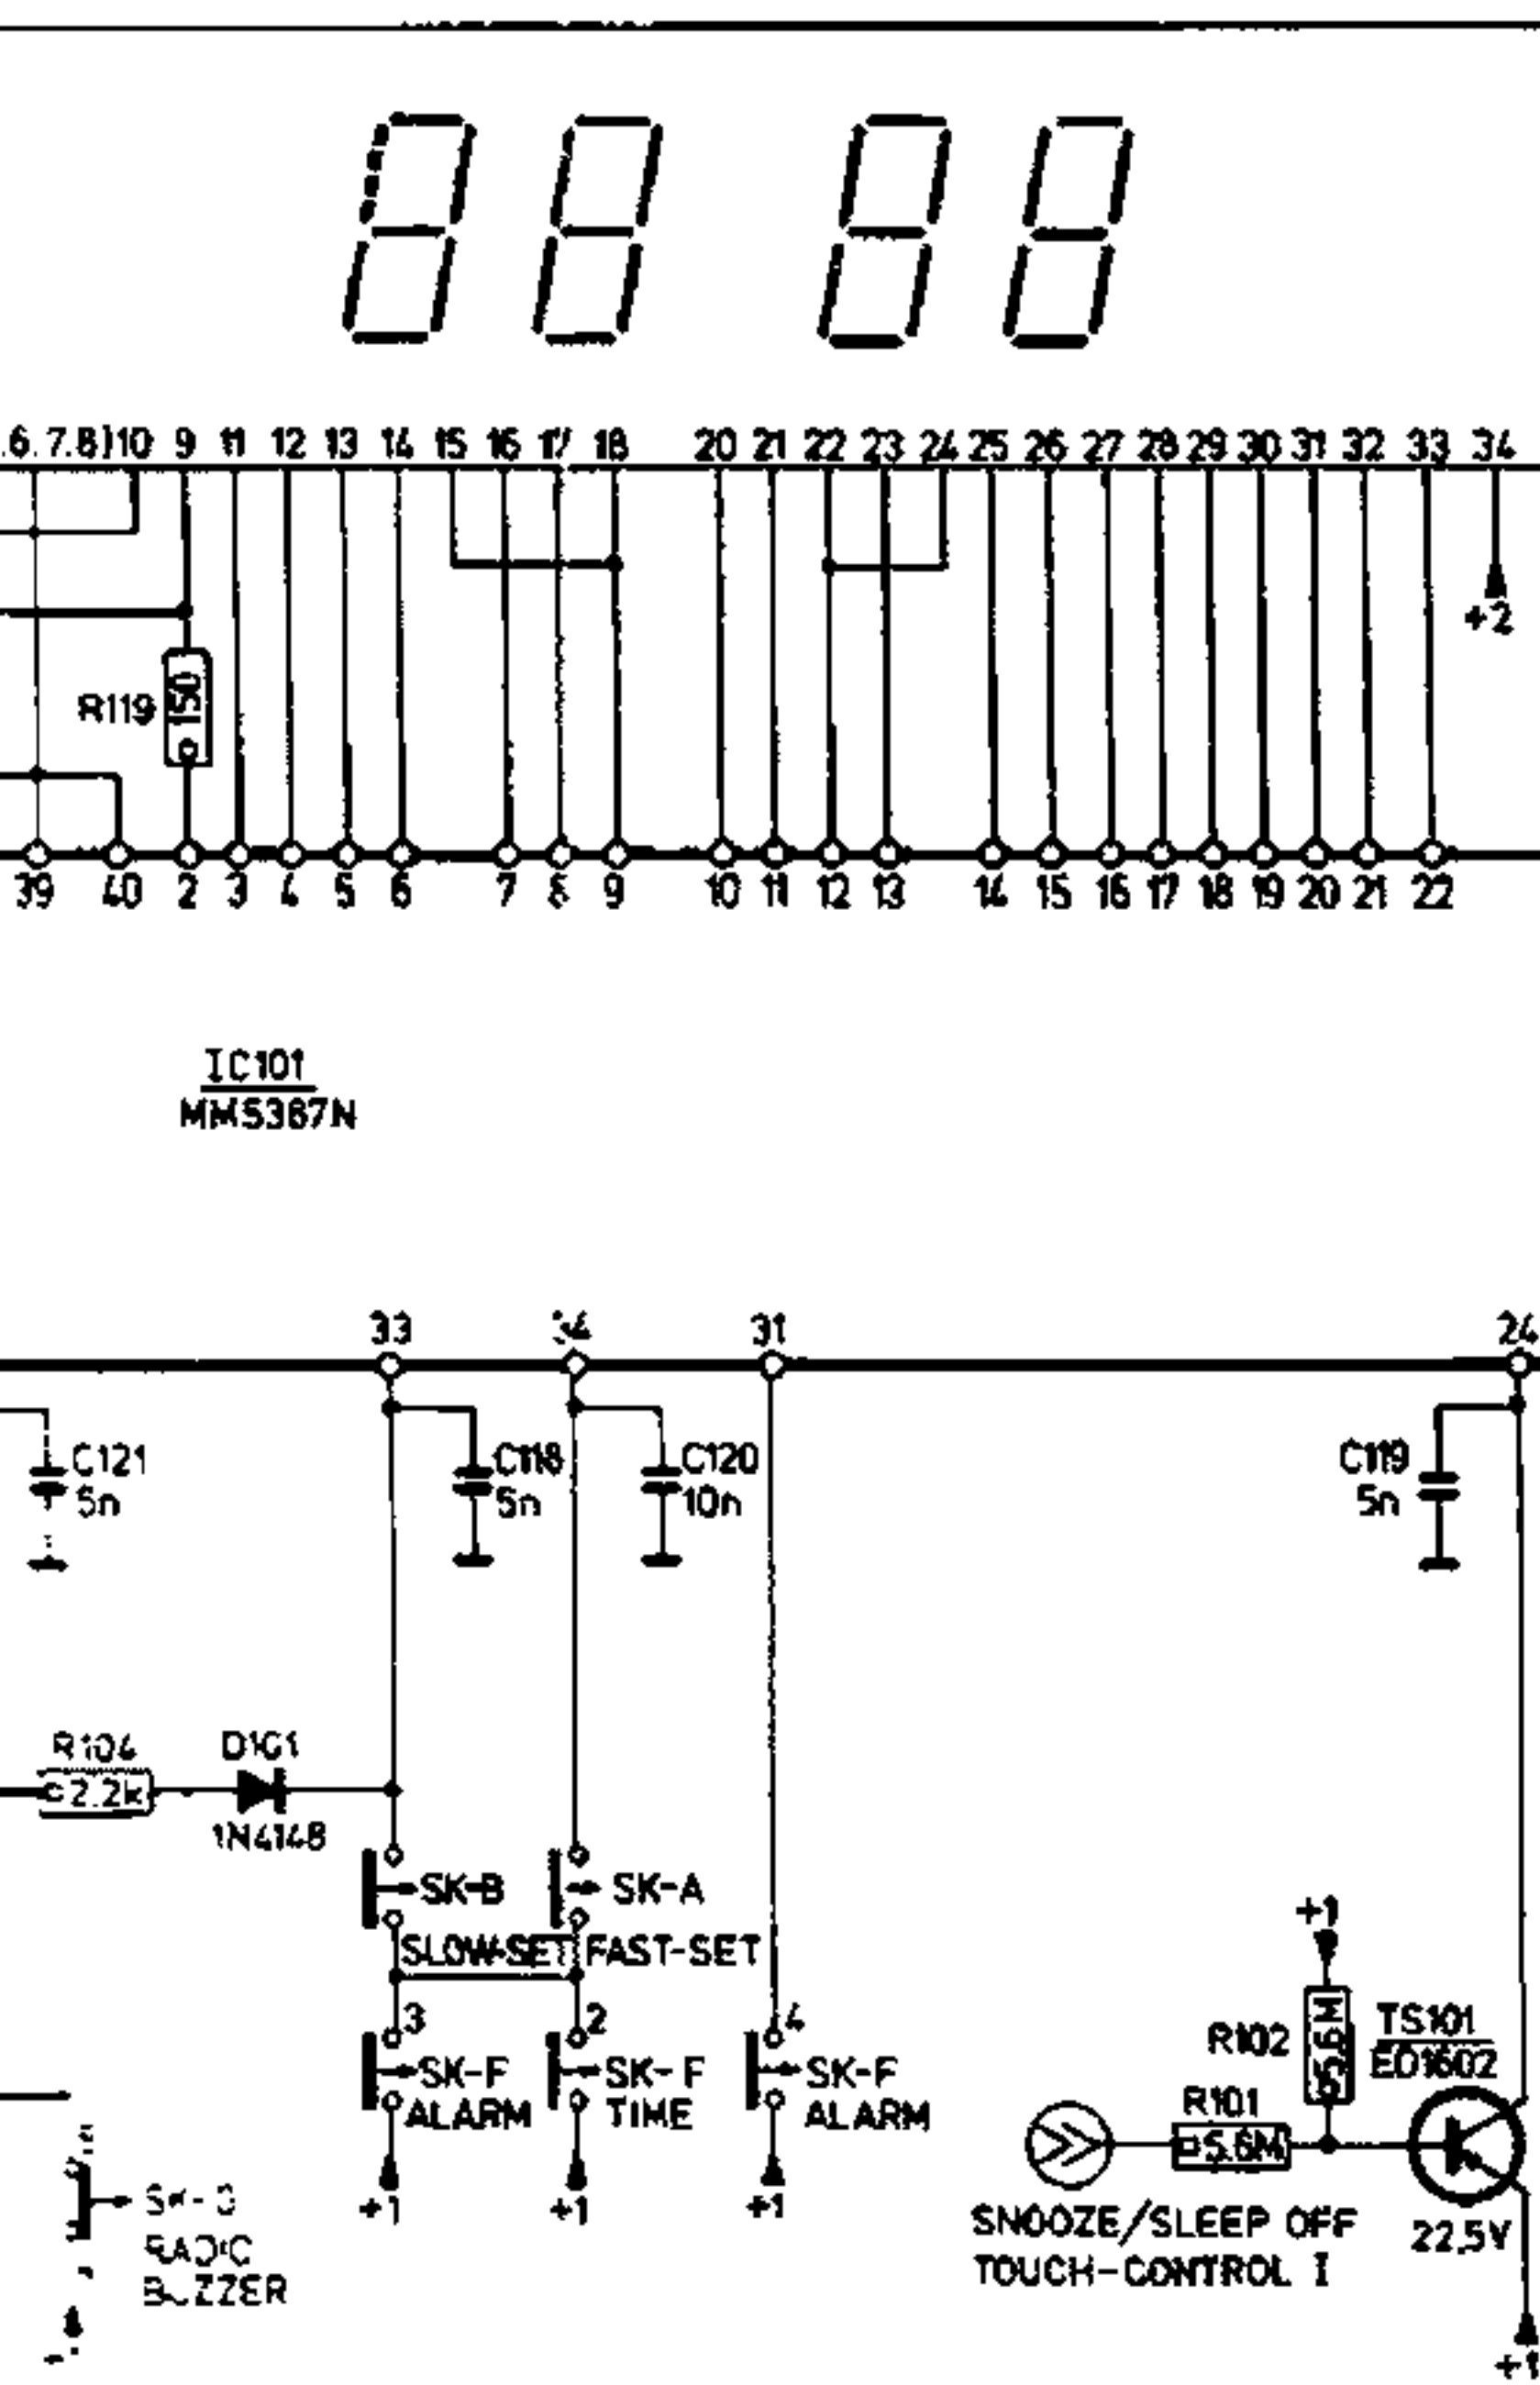 .6.7.8)10 9 11 12 13 14 15 16 17 18 20 21 22 23 24 25 26 27 28 29 30 31 32 33 34
+2
R119 150
39 40 2 3 4 5 6 7 8 9 10 11 12 13 14 15 16 17 18 19 20 21 22
IC101
MM5387N
33 34 31 24
C121 C118 C120 C119
5n 5n 10n 5n
R104 D101
2.2k
1N4148
SK-B SK-A
+1
SLOW-SET FAST-SET
3 2 4
R102 5.6M TS101
SK-F SK-F SK-F ED1602
ALARM TIME ALARM R101
5.6M
+1 +1 +1
SNOOZE/SLEEP OFF 22.5V
RADIO TOUCH-CONTROL I
BUZZER
+1